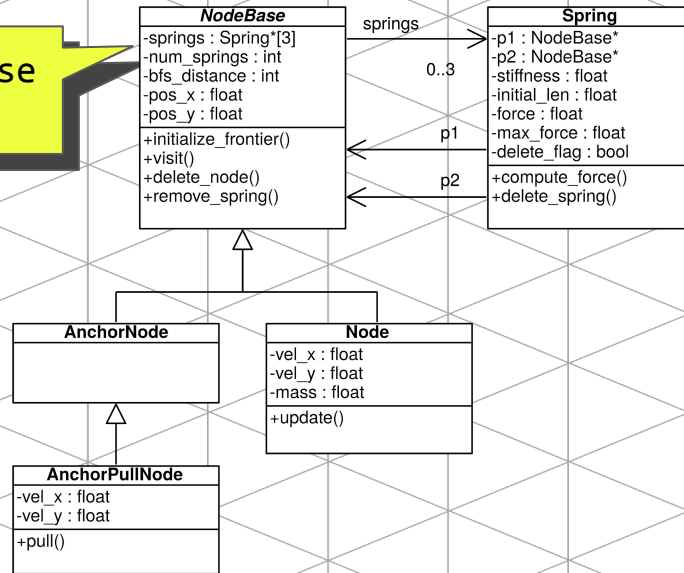 se
NodeBase
-springs : Spring*[3]
-num_springs : int
-bfs_distance : int
-pos_x : float
-pos_y : float
+initialize_frontier()
+visit()
+delete_node()
+remove_spring()
springs
0..3
p1
p2
Spring
-p1 : NodeBase*
-p2 : NodeBase*
-stiffness : float
-initial_len : float
-force : float
-max_force : float
-delete_flag : bool
+compute_force()
+delete_spring()
AnchorNode
Node
-vel_x : float
-vel_y : float
-mass : float
+update()
AnchorPullNode
-vel_x : float
-vel_y : float
+pull()